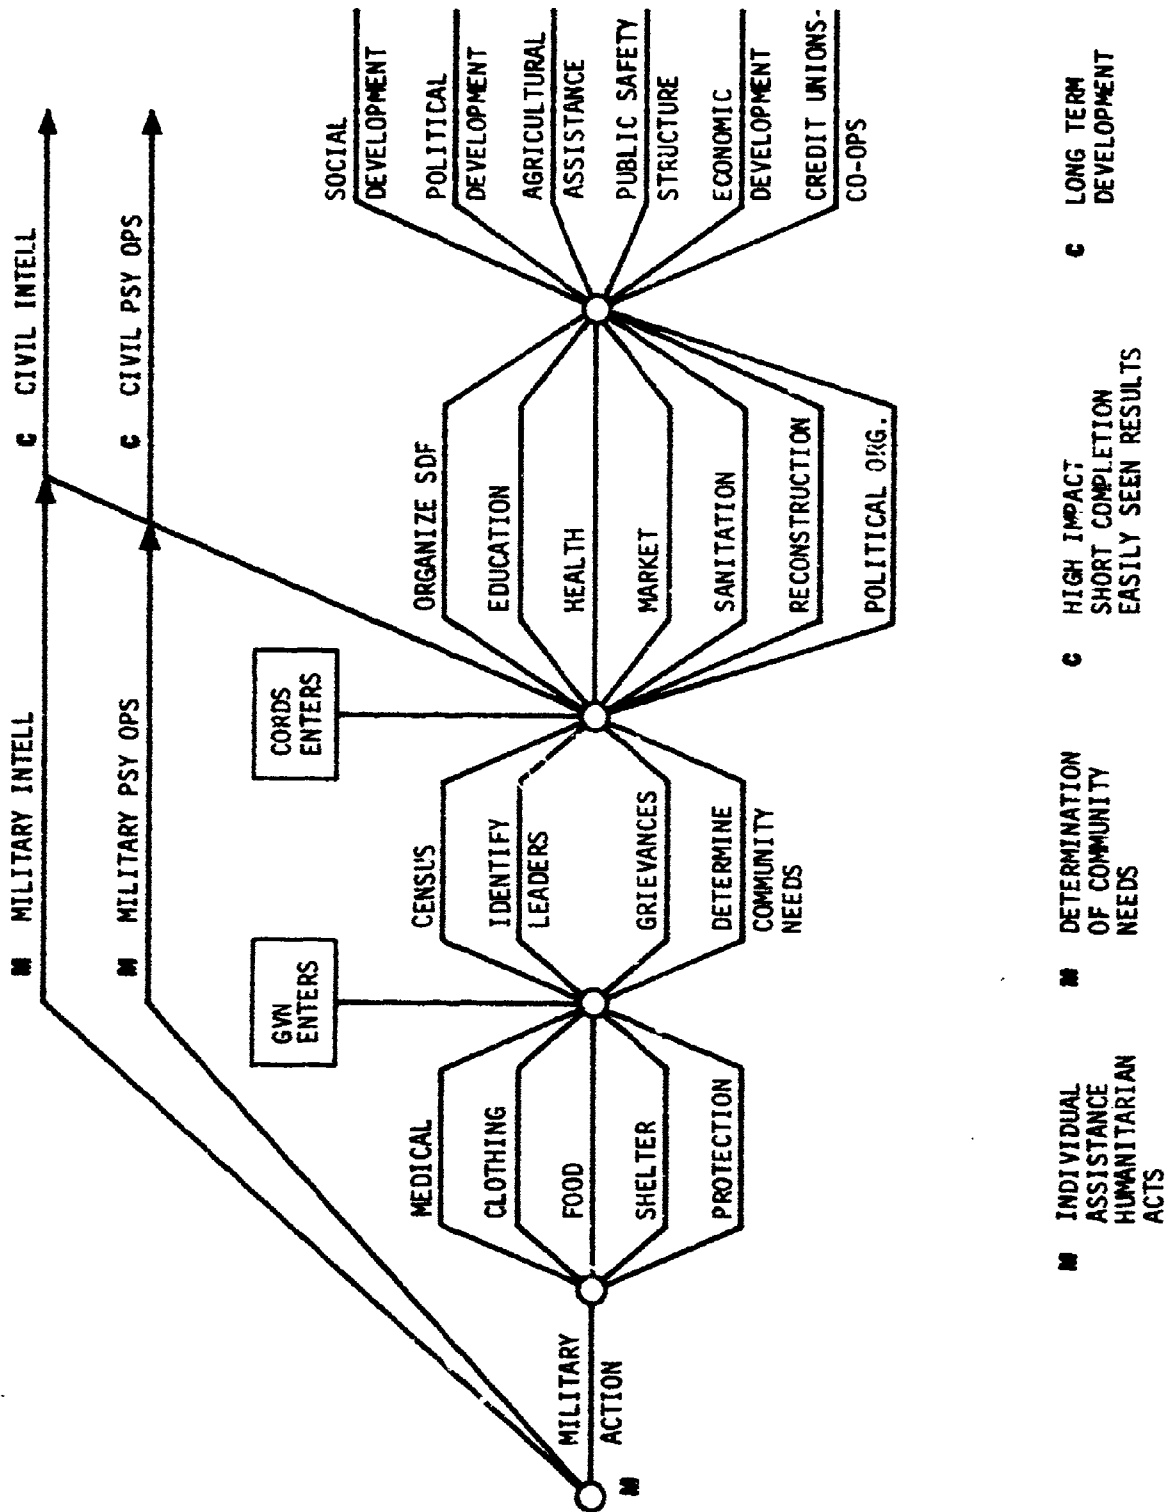 M MILITARY INTELL
C CIVIL INTELL
M MILITARY PSY OPS
C CIVIL PSY OPS
GVN
ENTERS
CORDS
ENTERS
M
MILITARY
ACTION
MEDICAL
CLOTHING
FOOD
SHELTER
PROTECTION
CENSUS
IDENTIFY
LEADERS
GRIEVANCES
DETERMINE
COMMUNITY
NEEDS
ORGANIZE SDF
EDUCATION
HEALTH
MARKET
SANITATION
RECONSTRUCTION
POLITICAL ORG.
SOCIAL
DEVELOPMENT
POLITICAL
DEVELOPMENT
AGRICULTURAL
ASSISTANCE
PUBLIC SAFETY
STRUCTURE
ECONOMIC
DEVELOPMENT
CREDIT UNIONS-
CO-OPS
M INDIVIDUAL
ASSISTANCE
HUMANITARIAN
ACTS
M DETERMINATION
OF COMMUNITY
NEEDS
C HIGH IMPACT
SHORT COMPLETION
EASILY SEEN RESULTS
C LONG TERM
DEVELOPMENT